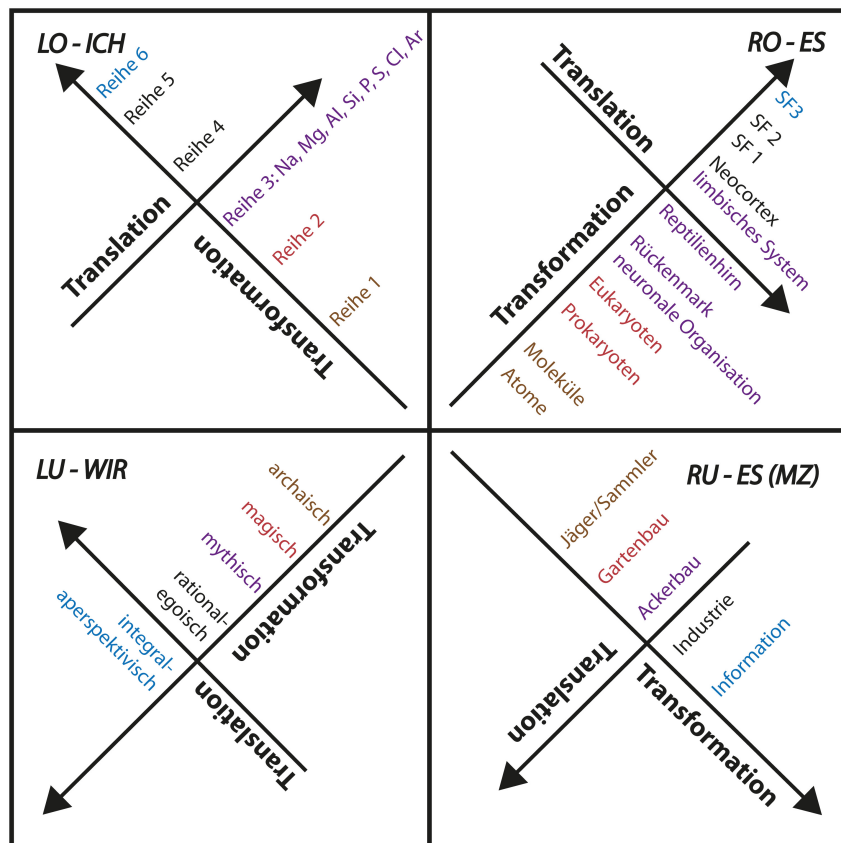 LO - ICH
Reihe 6
Reihe 5
Reihe 4
Reihe 3: Na, Mg, Al, Si, P, S, Cl, Ar
Reihe 2
Reihe 1
Translation
Transformation
RO - ES
Translation
Transformation
SF3
SF 2
SF 1
Neocortex
limbisches System
Reptilienhirn
Rückenmark
neuronale Organisation
Eukaryoten
Prokaryoten
Moleküle
Atome
LU - WIR
archaisch
magisch
mythisch
rational-
egoisch
integral-
aperspektivisch
Transformation
Translation
RU - ES (MZ)
Jäger/Sammler
Gartenbau
Ackerbau
Industrie
Information
Translation
Transformation